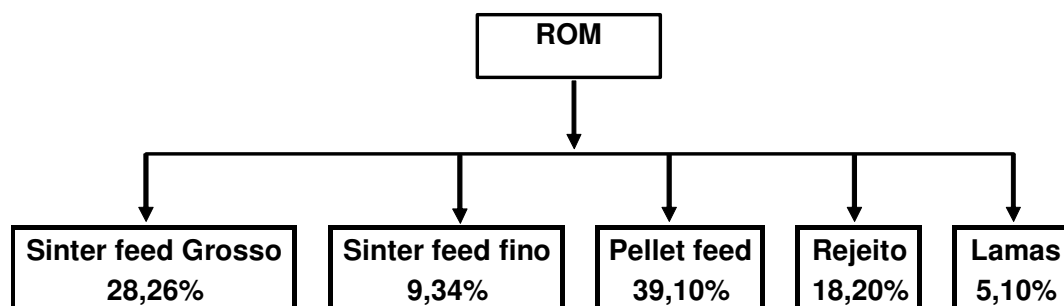 ROM
Sinter feed Grosso
28,26%
Sinter feed fino
9,34%
Pellet feed
39,10%
Rejeito
18,20%
Lamas
5,10%